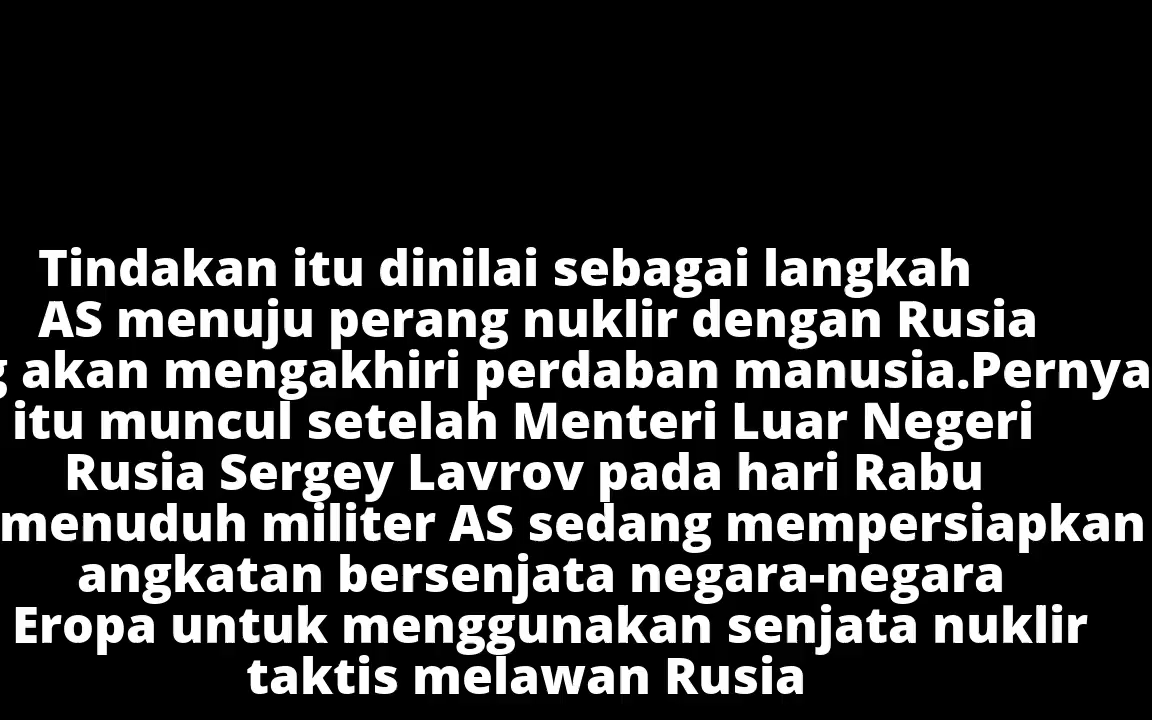 Tindakan itu dinilai sebagai langkah
AS menuju perang nuklir dengan Rusia
akan mengakhiri perdaban manusia.Pernya
itu muncul setelah Menteri Luar Negeri
Rusia Sergey Lavrov pada hari Rabu
menuduh militer AS sedang mempersiapkan
angkatan bersenjata negara-negara
Eropa untuk menggunakan senjata nuklir
taktis melawan Rusia